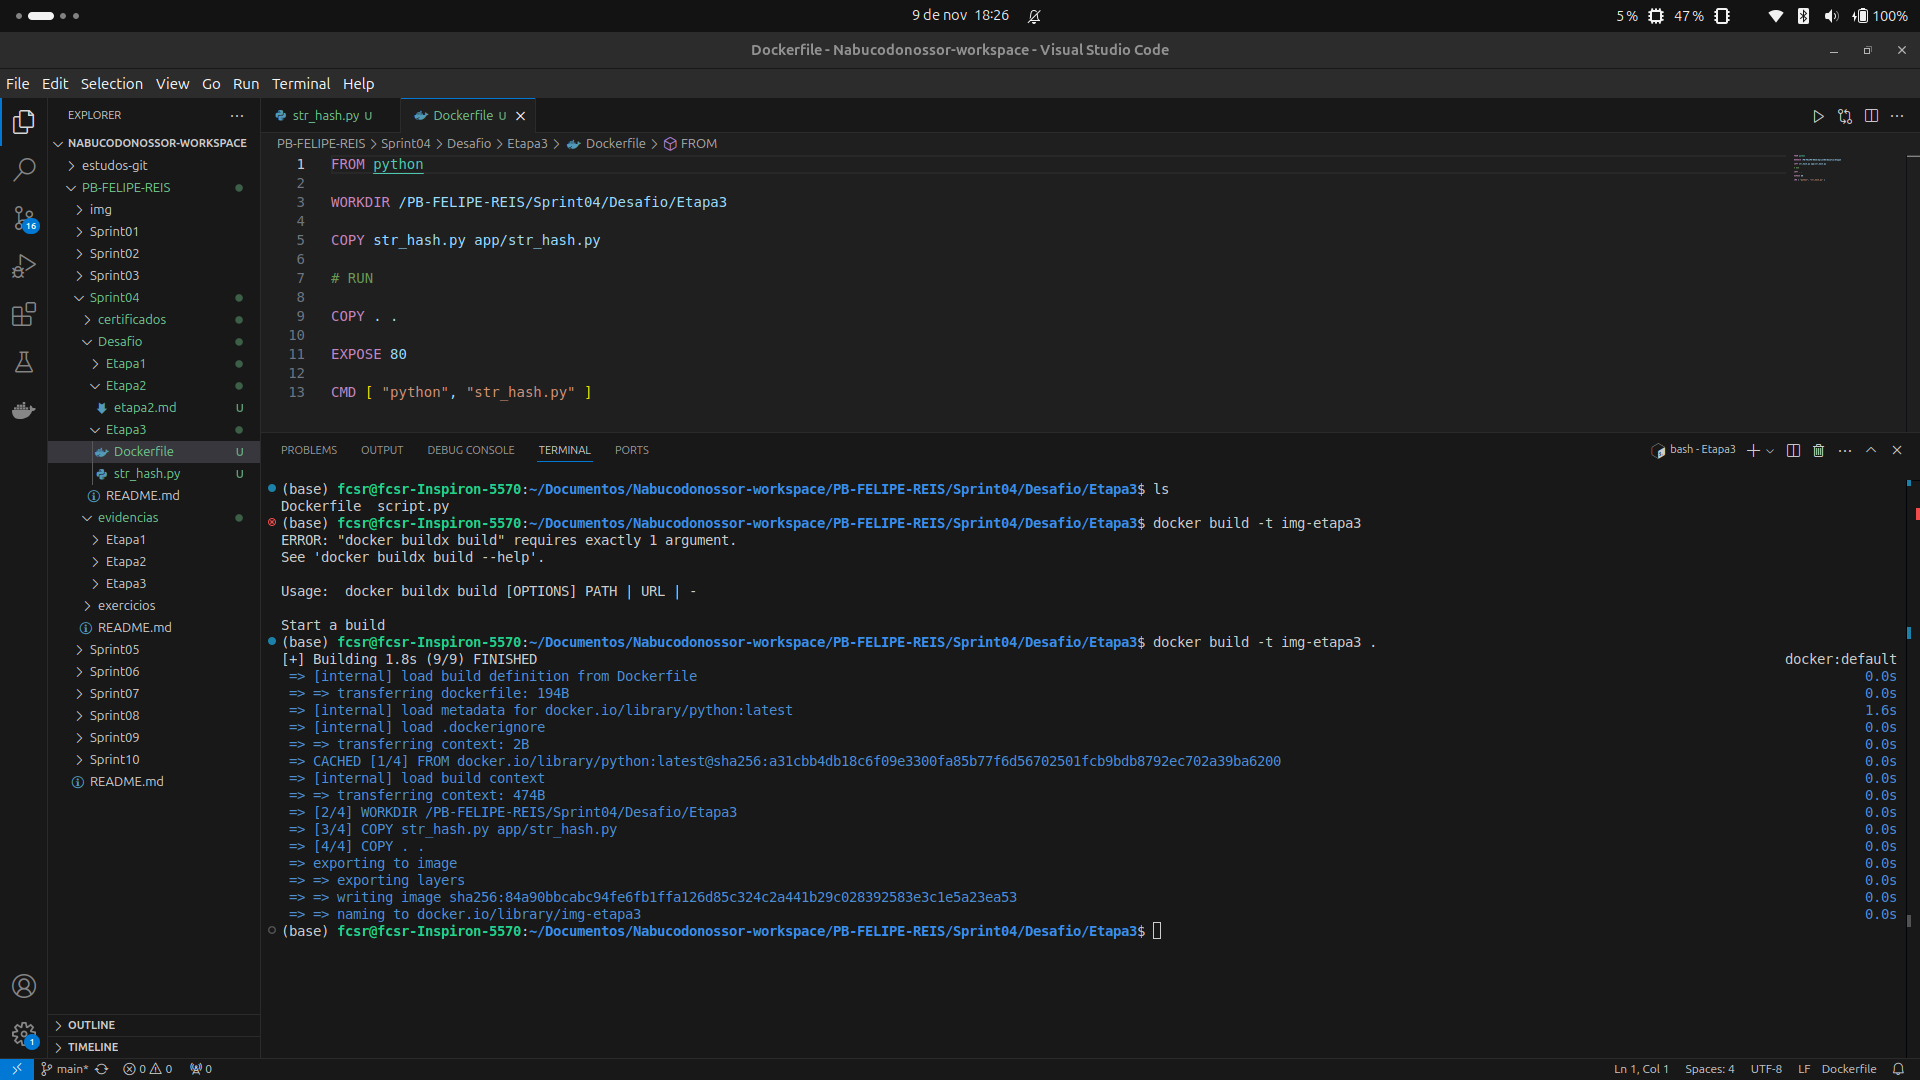 9 de nov 18:26
5 % 47 % 100%
Dockerfile - Nabucodonossor-workspace - Visual Studio Code
File Edit Selection View Go Run Terminal Help
EXPLORER
NABUCODONOSSOR-WORKSPACE
estudos-git
PB-FELIPE-REIS
img
Sprint01
Sprint02
Sprint03
Sprint04
certificados
Desafio
Etapa1
Etapa2
etapa2.md U
Etapa3
Dockerfile U
str_hash.py U
README.md
evidencias
Etapa1
Etapa2
Etapa3
exercicios
README.md
Sprint05
Sprint06
Sprint07
Sprint08
Sprint09
Sprint10
README.md
OUTLINE
TIMELINE
16
1
str_hash.py U Dockerfile U
PB-FELIPE-REIS > Sprint04 > Desafio > Etapa3 > Dockerfile > FROM
1 FROM python
2
3 WORKDIR /PB-FELIPE-REIS/Sprint04/Desafio/Etapa3
4
5 COPY str_hash.py app/str_hash.py
6
7 # RUN
8
9 COPY . .
10
11 EXPOSE 80
12
13 CMD [ "python", "str_hash.py" ]
PROBLEMS OUTPUT DEBUG CONSOLE TERMINAL PORTS
bash - Etapa3
(base) fcsr@fcsr-Inspiron-5570:~/Documentos/Nabucodonossor-workspace/PB-FELIPE-REIS/Sprint04/Desafio/Etapa3$ ls
Dockerfile script.py
(base) fcsr@fcsr-Inspiron-5570:~/Documentos/Nabucodonossor-workspace/PB-FELIPE-REIS/Sprint04/Desafio/Etapa3$ docker build -t img-etapa3
ERROR: "docker buildx build" requires exactly 1 argument.
See 'docker buildx build --help'.
Usage: docker buildx build [OPTIONS] PATH | URL | -
Start a build
(base) fcsr@fcsr-Inspiron-5570:~/Documentos/Nabucodonossor-workspace/PB-FELIPE-REIS/Sprint04/Desafio/Etapa3$ docker build -t img-etapa3 .
[+] Building 1.8s (9/9) FINISHED docker:default
=> [internal] load build definition from Dockerfile 0.0s
=> => transferring dockerfile: 194B 0.0s
=> [internal] load metadata for docker.io/library/python:latest 1.6s
=> [internal] load .dockerignore 0.0s
=> => transferring context: 2B 0.0s
=> CACHED [1/4] FROM docker.io/library/python:latest@sha256:a31cbb4db18c6f09e3300fa85b77f6d56702501fcb9bdb8792ec702a39ba6200 0.0s
=> [internal] load build context 0.0s
=> => transferring context: 474B 0.0s
=> [2/4] WORKDIR /PB-FELIPE-REIS/Sprint04/Desafio/Etapa3 0.0s
=> [3/4] COPY str_hash.py app/str_hash.py 0.0s
=> [4/4] COPY . . 0.0s
=> exporting to image 0.0s
=> => exporting layers 0.0s
=> => writing image sha256:84a90bbcabc94fe6fb1ffa126d85c324c2a441b29c028392583e3c1e5a23ea53 0.0s
=> => naming to docker.io/library/img-etapa3 0.0s
(base) fcsr@fcsr-Inspiron-5570:~/Documentos/Nabucodonossor-workspace/PB-FELIPE-REIS/Sprint04/Desafio/Etapa3$
main* 0 0 0 Ln 1, Col 1 Spaces: 4 UTF-8 LF Dockerfile